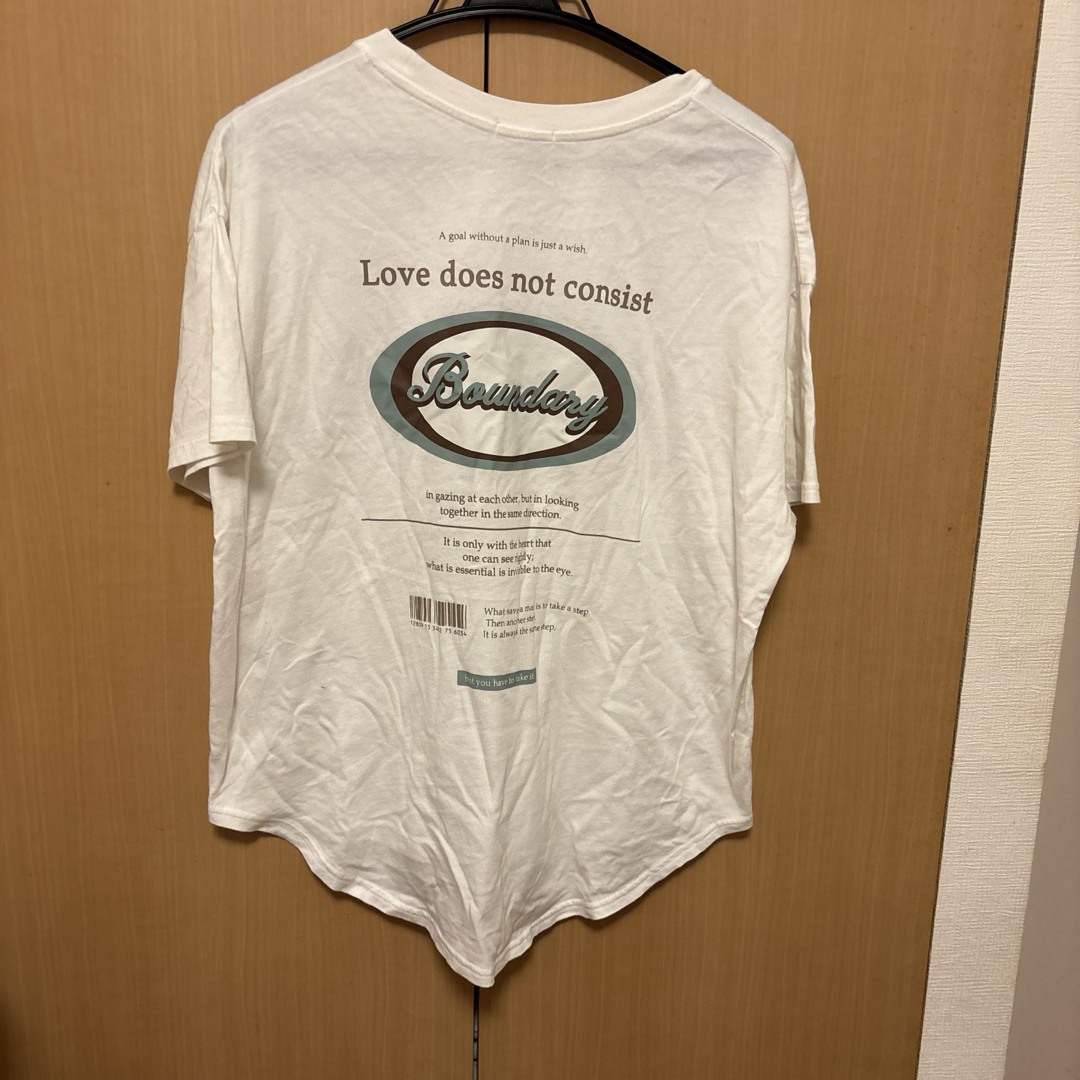 A goal without a plan is just a wish.
Love does not consist
Boundary
in gazing at each other, but in looking
together in the same direction.
It is only with the heart that
one can see rightly;
what is essential is invisible to the eye.
What saves a man is to take a step.
Then another step.
It is always the same step,
but you have to take it